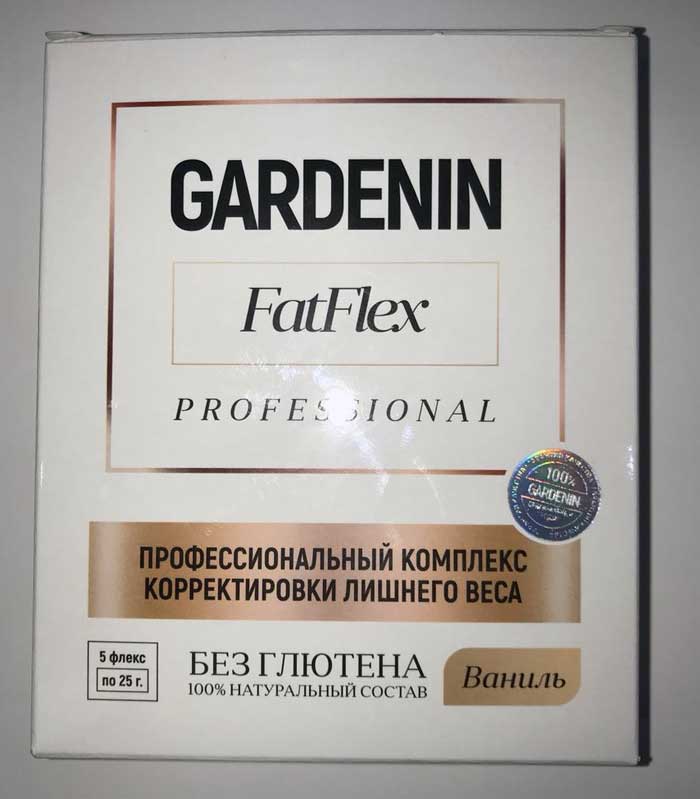 GARDENIN
FatFlex
PROFESSIONAL
100%
GARDENIN
ПРОФЕССИОНАЛЬНЫЙ КОМПЛЕКС
КОРРЕКТИРОВКИ ЛИШНЕГО ВЕСА
5 флекс
по 25 г.
БЕЗ ГЛЮТЕНА
100% НАТУРАЛЬНЫЙ СОСТАВ
Ваниль